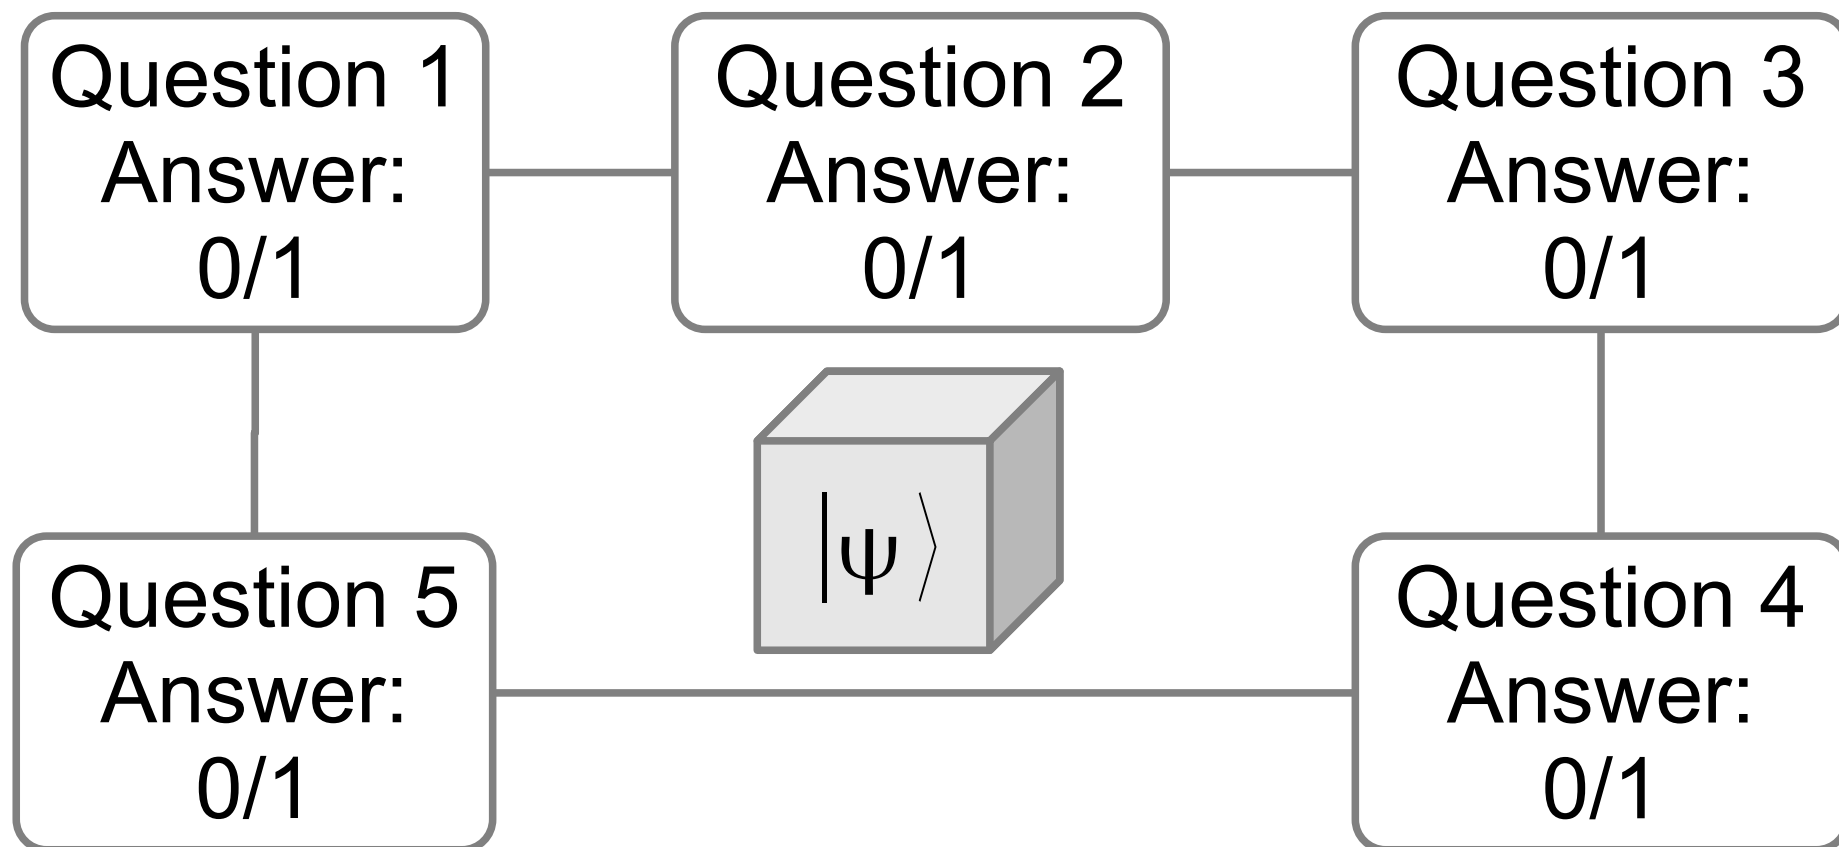 Question 1
Answer:
0/1
Question 2
Answer:
0/1
Question 3
Answer:
0/1
|ψ⟩
Question 5
Answer:
0/1
Question 4
Answer:
0/1